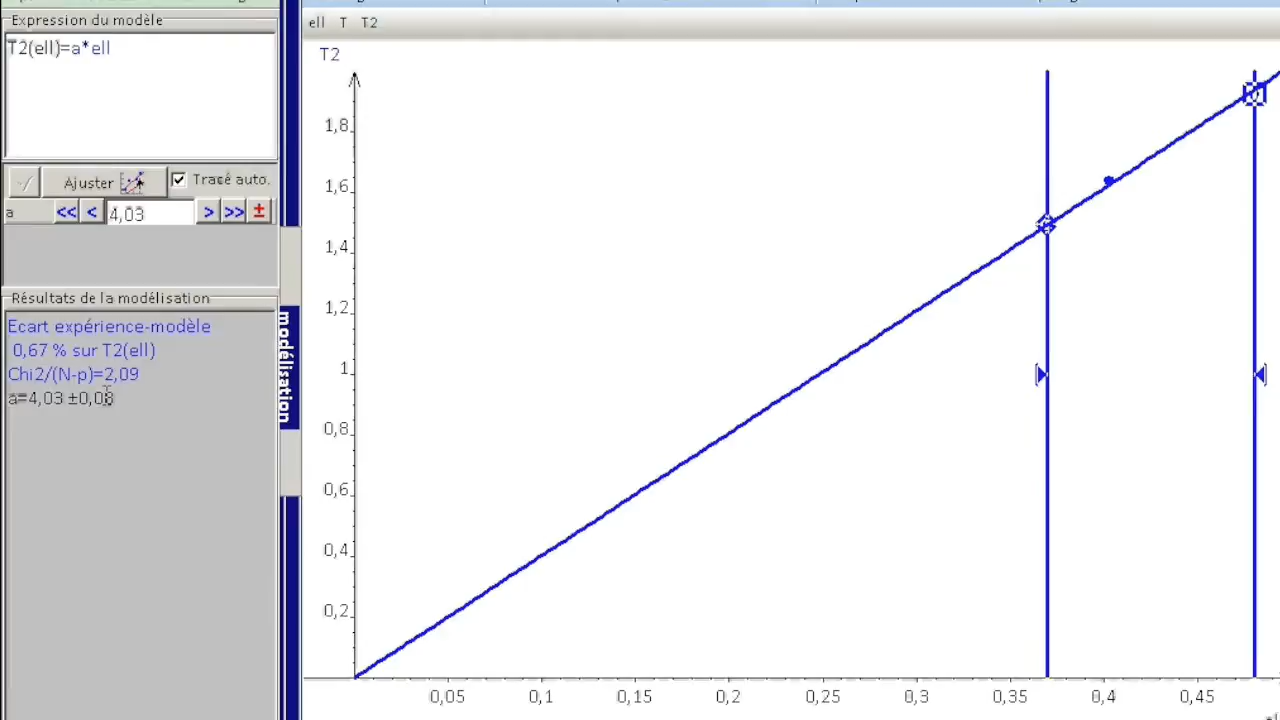 Expression du modèle
T2(ell)=a*ell
Ajuster
Tracé auto.
a << < 4,03 > >> ±
Résultats de la modélisation
Ecart expérience-modèle
0,67 % sur T2(ell)
Chi2/(N-p)=2,09
a=4,03 ±0,08
modélisation
ell T T2
T2
1,8
1,6
1,4
1,2
1
0,8
0,6
0,4
0,2
0,05 0,1 0,15 0,2 0,25 0,3 0,35 0,4 0,45